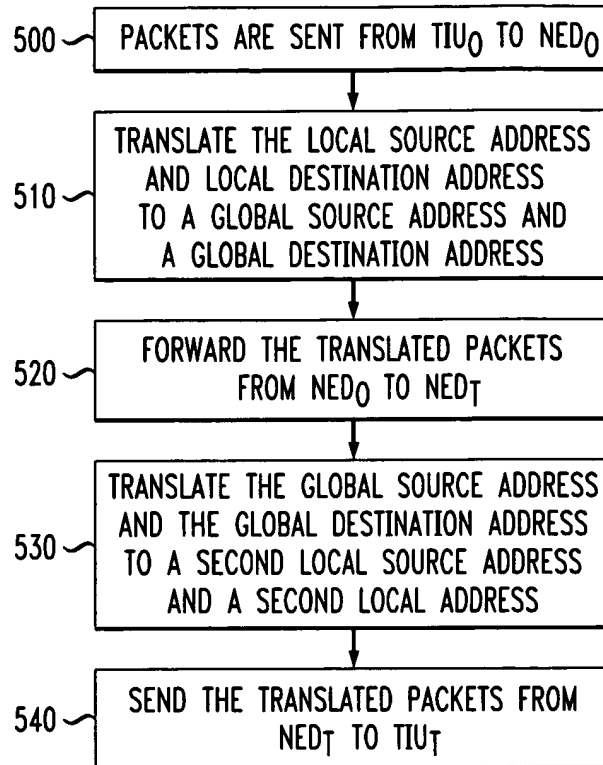 500
PACKETS ARE SENT FROM TIU₀ TO NED₀
510
TRANSLATE THE LOCAL SOURCE ADDRESS
AND LOCAL DESTINATION ADDRESS
TO A GLOBAL SOURCE ADDRESS AND
A GLOBAL DESTINATION ADDRESS
520
FORWARD THE TRANSLATED PACKETS
FROM NED₀ TO NEDT
530
TRANSLATE THE GLOBAL SOURCE ADDRESS
AND THE GLOBAL DESTINATION ADDRESS
TO A SECOND LOCAL SOURCE ADDRESS
AND A SECOND LOCAL ADDRESS
540
SEND THE TRANSLATED PACKETS FROM
NEDT TO TIUT